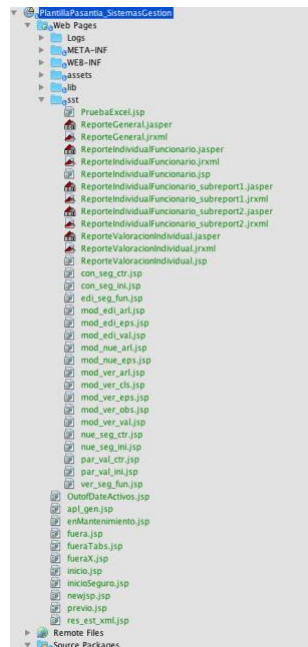 PlantillaPasantia_SistemasGestion
Web Pages
Logs
META-INF
WEB-INF
assets
lib
sst
PruebaExcel.jsp
ReporteGeneral.jasper
ReporteGeneral.jrxml
ReporteIndividualFuncionario.jasper
ReporteIndividualFuncionario.jrxml
ReporteIndividualFuncionario.jsp
ReporteIndividualFuncionario_subreport1.jasper
ReporteIndividualFuncionario_subreport1.jrxml
ReporteIndividualFuncionario_subreport2.jasper
ReporteIndividualFuncionario_subreport2.jrxml
ReporteValoracionIndividual.jasper
ReporteValoracionIndividual.jrxml
ReporteValoracionIndividual.jsp
con_seg_ctr.jsp
con_seg_ini.jsp
edi_seg_fun.jsp
mod_edi_arl.jsp
mod_edi_eps.jsp
mod_edi_val.jsp
mod_nue_arl.jsp
mod_nue_eps.jsp
mod_ver_arl.jsp
mod_ver_cls.jsp
mod_ver_eps.jsp
mod_ver_obs.jsp
mod_ver_val.jsp
nue_seg_ctr.jsp
nue_seg_ini.jsp
par_val_ctr.jsp
par_val_ini.jsp
ver_seg_fun.jsp
OutofDateActivos.jsp
apl_gen.jsp
enMantenimiento.jsp
fuera.jsp
fueraTabs.jsp
fueraX.jsp
inicio.jsp
inicioSeguro.jsp
newjsp.jsp
previo.jsp
res_est_xml.jsp
Remote Files
Source Packages